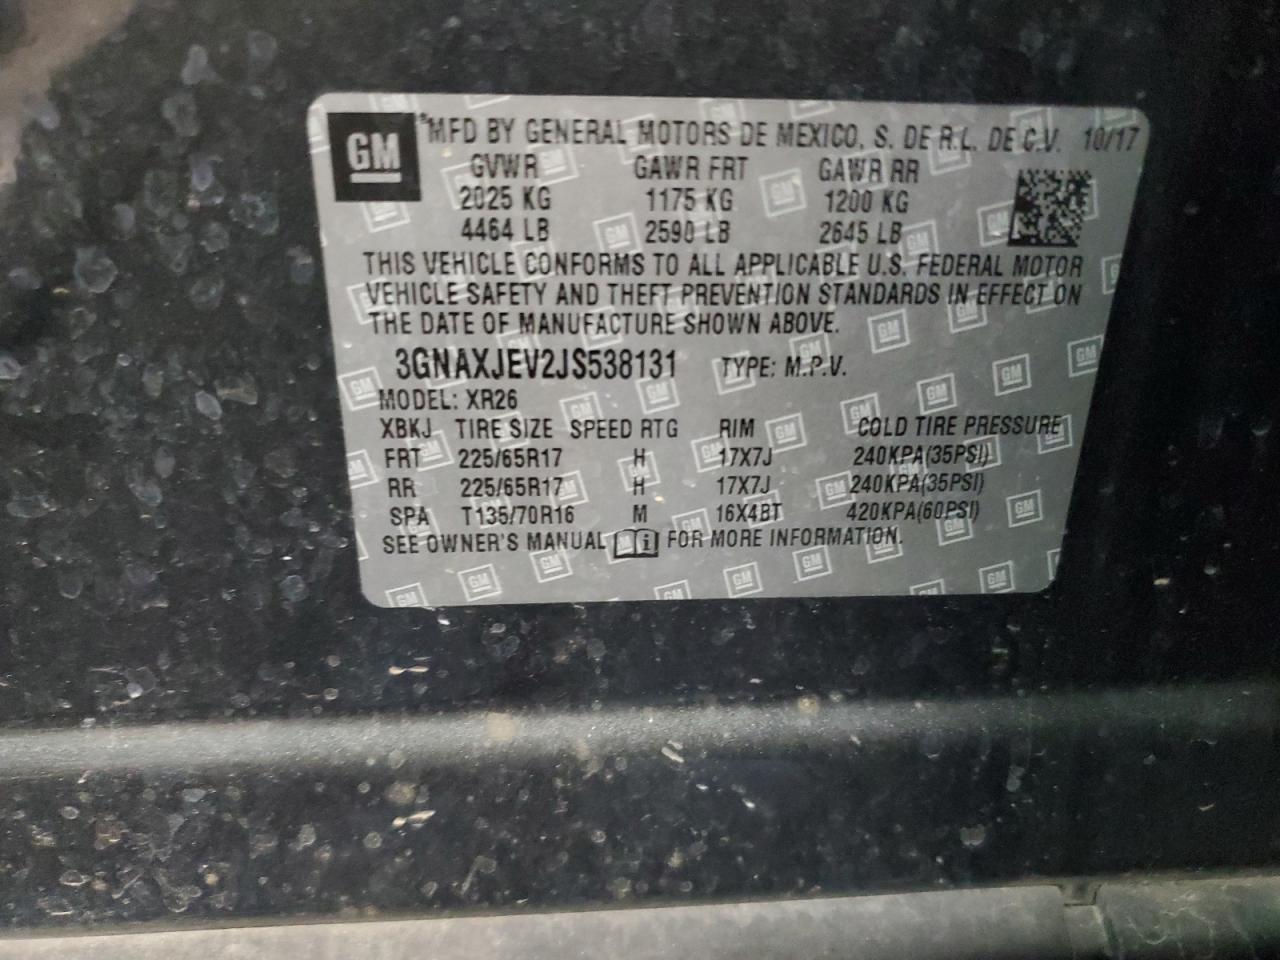 GM
*MFD BY GENERAL MOTORS DE MEXICO, S. DE R.L. DE C.V. 10/17
GVWR GAWR FRT GAWR RR
2025 KG 1175 KG 1200 KG
4464 LB 2590 LB 2645 LB
THIS VEHICLE CONFORMS TO ALL APPLICABLE U.S. FEDERAL MOTOR
VEHICLE SAFETY AND THEFT PREVENTION STANDARDS IN EFFECT ON
THE DATE OF MANUFACTURE SHOWN ABOVE.
3GNAXJEV2JS538131 TYPE: M.P.V.
MODEL: XR26
XBKJ TIRE SIZE SPEED RTG RIM COLD TIRE PRESSURE
FRT 225/65R17 H 17X7J 240KPA(35PSI)
RR 225/65R17 H 17X7J 240KPA(35PSI)
SPA T135/70R16 M 16X4BT 420KPA(60PSI)
SEE OWNER'S MANUAL i FOR MORE INFORMATION.